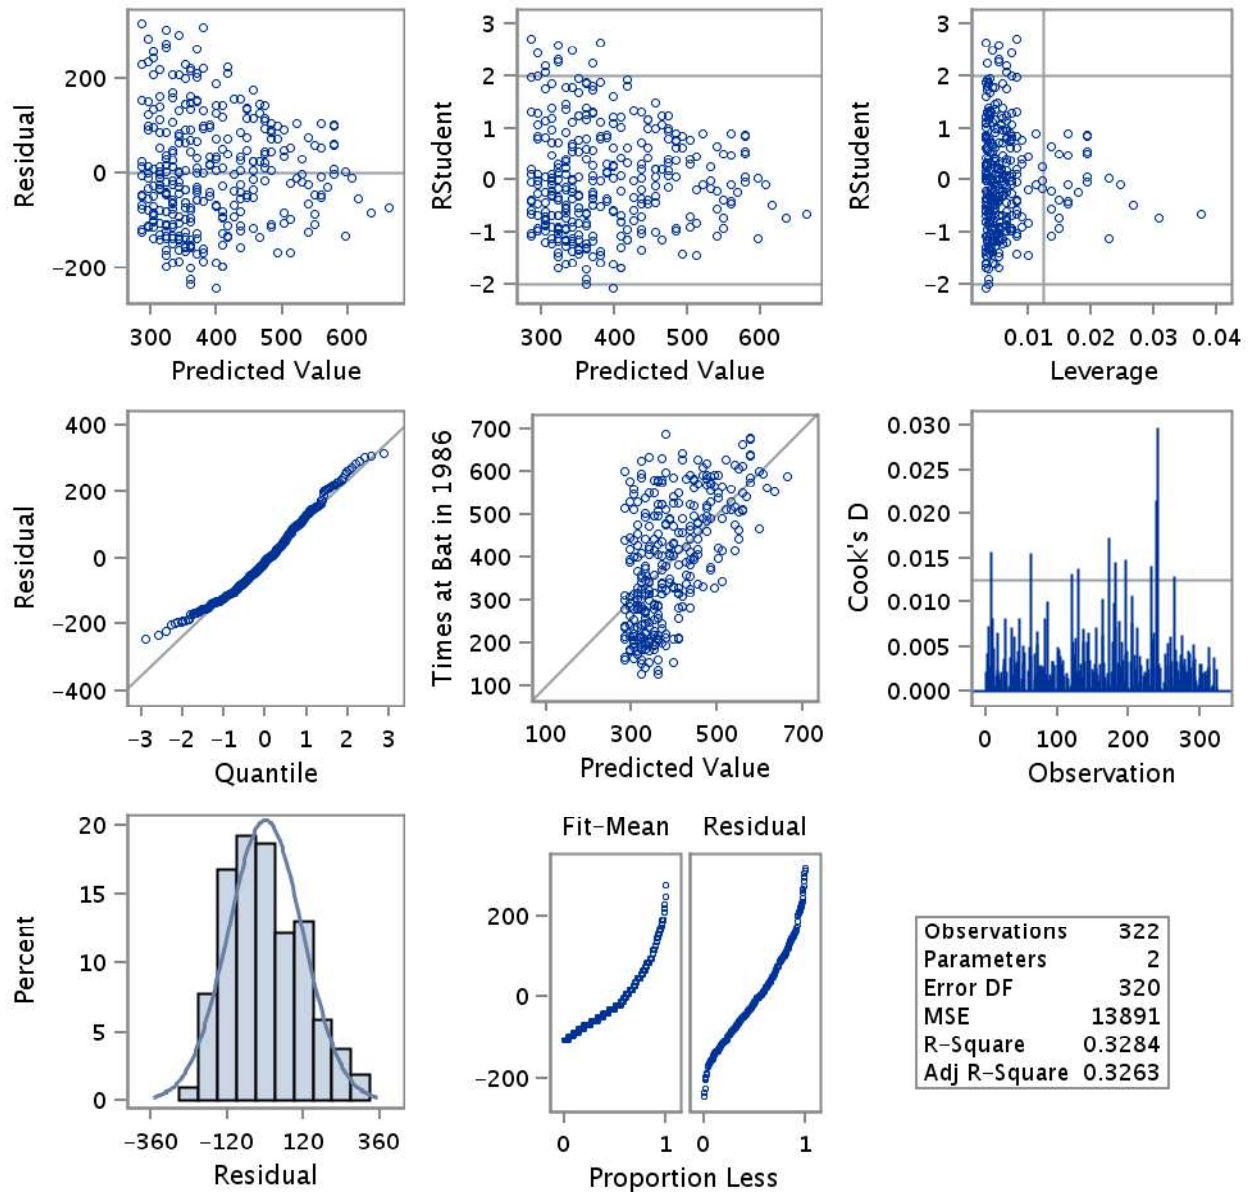 Residual
200
0
−200
300 400 500 600
Predicted Value
RStudent
3
2
1
0
−1
−2
300 400 500 600
Predicted Value
RStudent
3
2
1
0
−1
−2
0.01 0.02 0.03 0.04
Leverage
Residual
400
200
0
−200
−400
−3 −2 −1 0 1 2 3
Quantile
Times at Bat in 1986
700
600
500
400
300
200
100
100 300 500 700
Predicted Value
Cook's D
0.030
0.025
0.020
0.015
0.010
0.005
0.000
0 100 200 300
Observation
Percent
20
15
10
5
0
−360 −120 120 360
Residual
Fit−Mean Residual
200
0
−200
0 1 0 1
Proportion Less
Observations 322
Parameters 2
Error DF 320
MSE 13891
R−Square 0.3284
Adj R−Square 0.3263